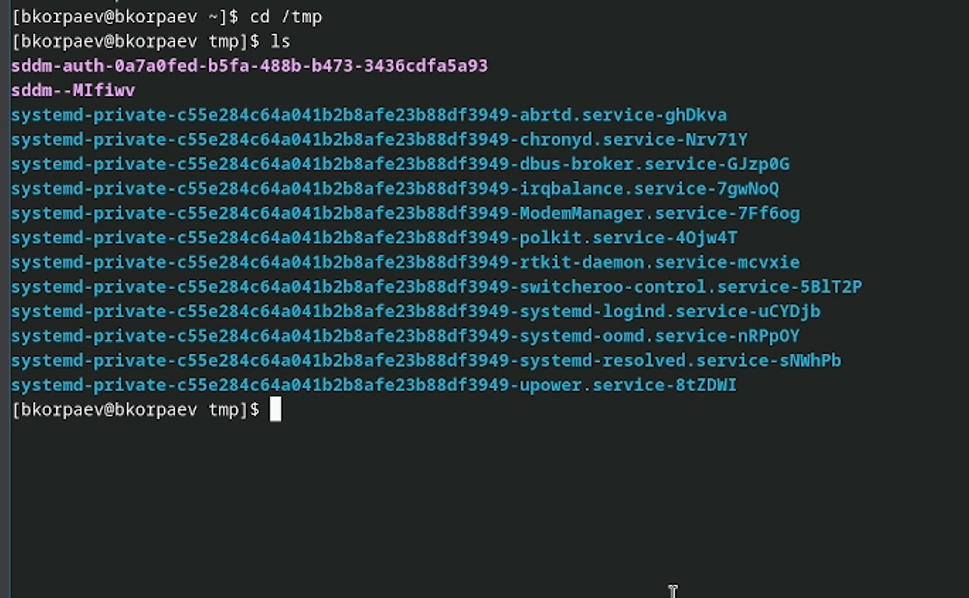 [bkorpaev@bkorpaev ~]$ cd /tmp
[bkorpaev@bkorpaev tmp]$ ls
sddm-auth-0a7a0fed-b5fa-488b-b473-3436cdfa5a93
sddm--MIfiwv
systemd-private-c55e284c64a041b2b8afe23b88df3949-abrtd.service-ghDkva
systemd-private-c55e284c64a041b2b8afe23b88df3949-chronyd.service-Nrv71Y
systemd-private-c55e284c64a041b2b8afe23b88df3949-dbus-broker.service-GJzp0G
systemd-private-c55e284c64a041b2b8afe23b88df3949-irqbalance.service-7gwNoQ
systemd-private-c55e284c64a041b2b8afe23b88df3949-ModemManager.service-7Ff6og
systemd-private-c55e284c64a041b2b8afe23b88df3949-polkit.service-4Ojw4T
systemd-private-c55e284c64a041b2b8afe23b88df3949-rtkit-daemon.service-mcvxie
systemd-private-c55e284c64a041b2b8afe23b88df3949-switcheroo-control.service-5BlT2P
systemd-private-c55e284c64a041b2b8afe23b88df3949-systemd-logind.service-uCYDjb
systemd-private-c55e284c64a041b2b8afe23b88df3949-systemd-oomd.service-nRPpOY
systemd-private-c55e284c64a041b2b8afe23b88df3949-systemd-resolved.service-sNWhPb
systemd-private-c55e284c64a041b2b8afe23b88df3949-upower.service-8tZDWI
[bkorpaev@bkorpaev tmp]$